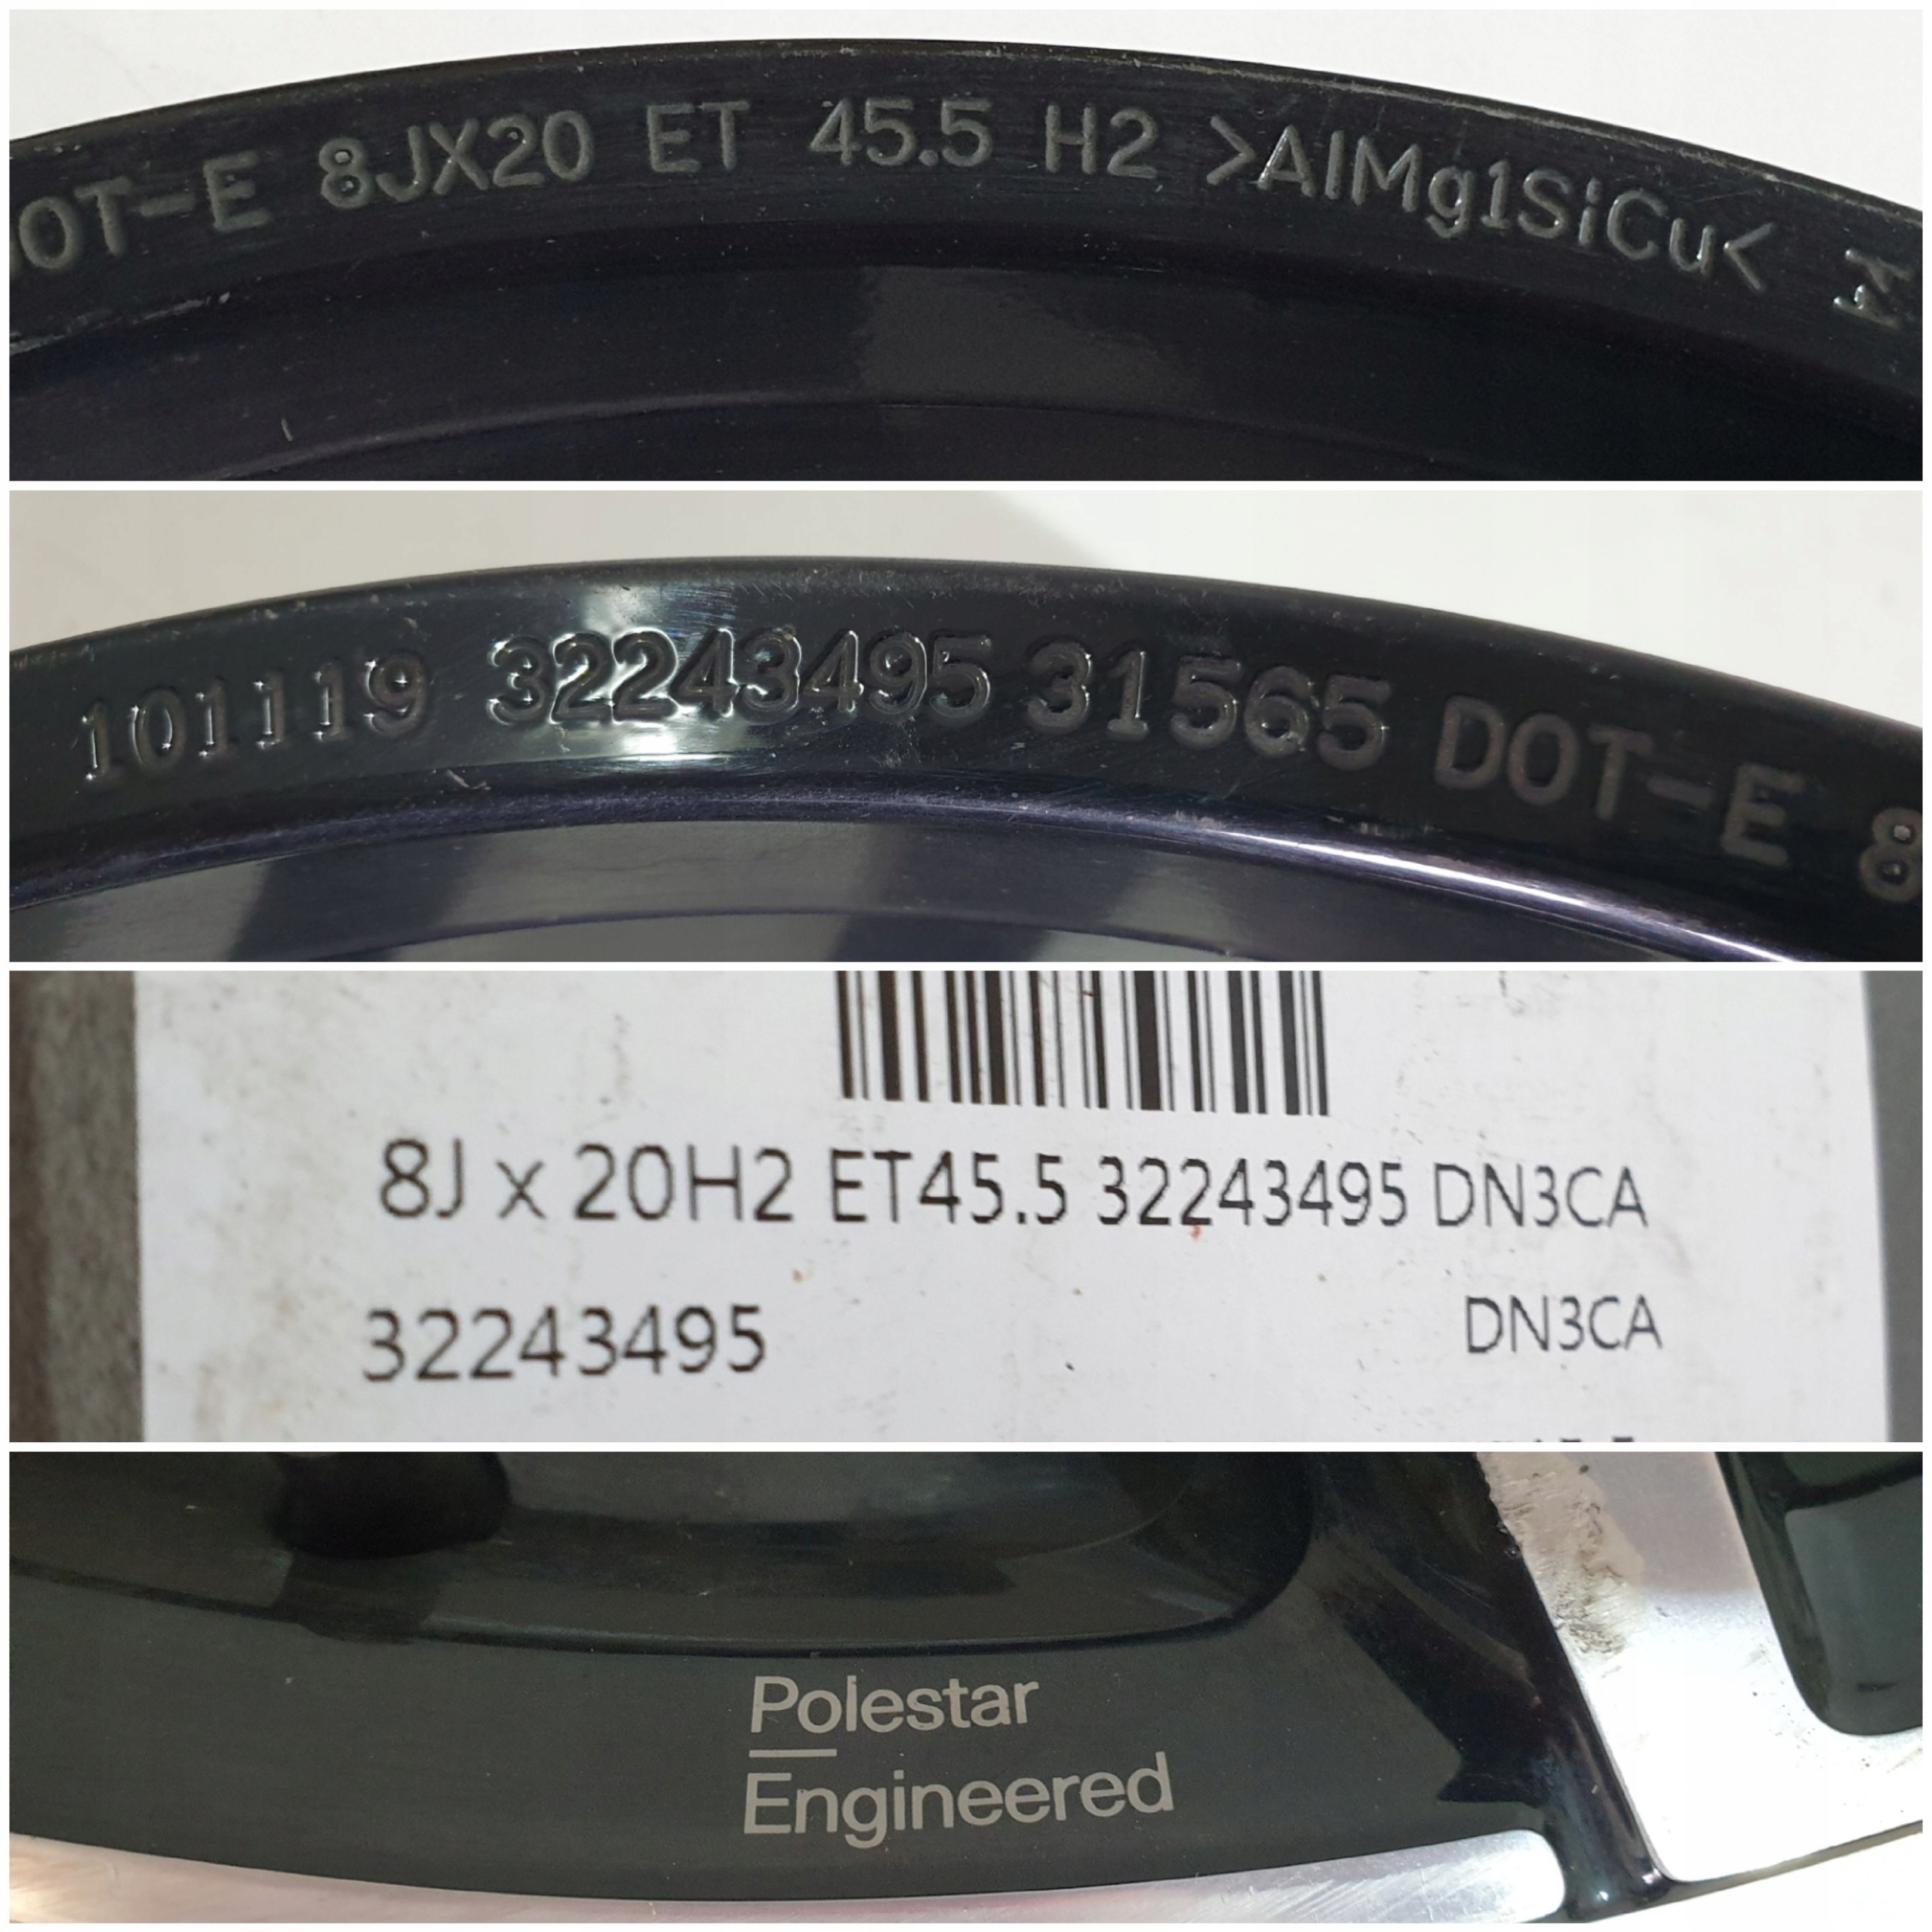 DOT-E 8JX20 ET 45.5 H2 >AlMg1SiCu<
101119 32243495 31565 DOT-E 8
8J x 20H2 ET45.5 32243495 DN3CA
32243495 DN3CA
Polestar
Engineered